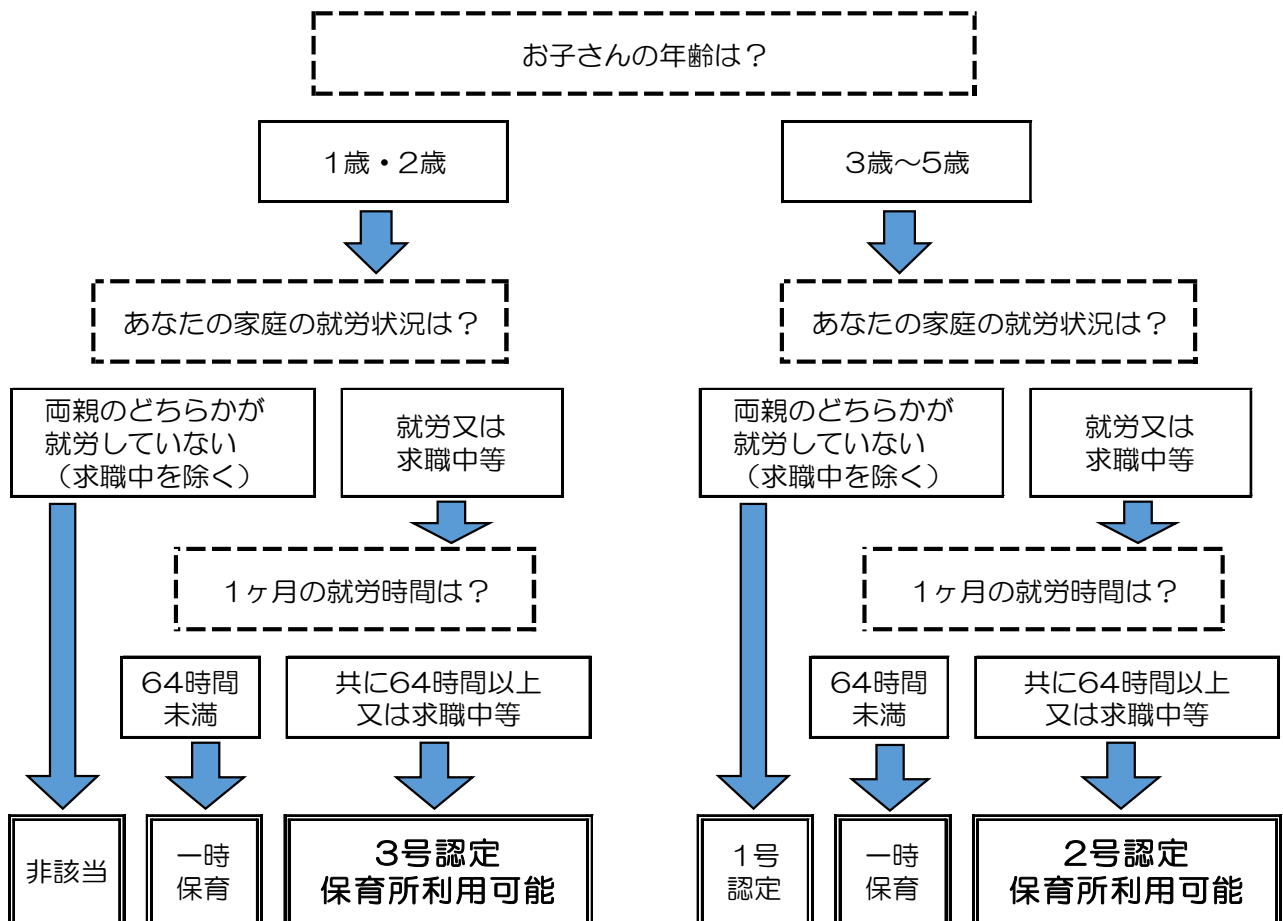 お子さんの年齢は？
1歳・2歳
3歳～5歳
あなたの家庭の就労状況は？
あなたの家庭の就労状況は？
両親のどちらかが
就労していない
（求職中を除く）
就労又は
求職中等
両親のどちらかが
就労していない
（求職中を除く）
就労又は
求職中等
1ヶ月の就労時間は？
1ヶ月の就労時間は？
64時間
未満
共に64時間以上
又は求職中等
64時間
未満
共に64時間以上
又は求職中等
非該当
一時
保育
3号認定
保育所利用可能
1号
認定
一時
保育
2号認定
保育所利用可能